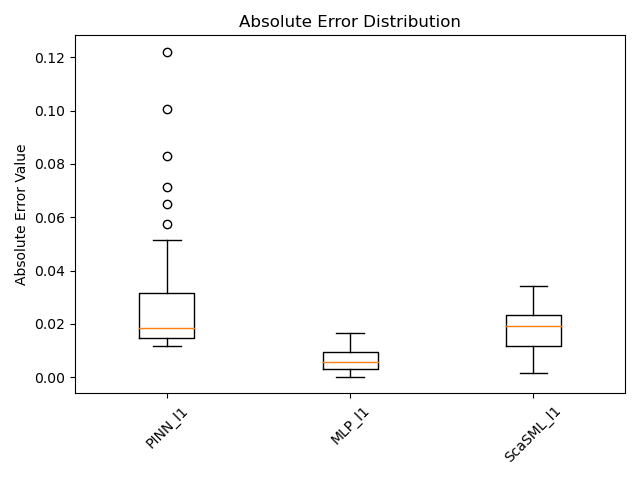 Absolute Error Distribution
Absolute Error Value
0.12
0.10
0.08
0.06
0.04
0.02
0.00
PINN_l1
MLP_l1
ScaSML_l1